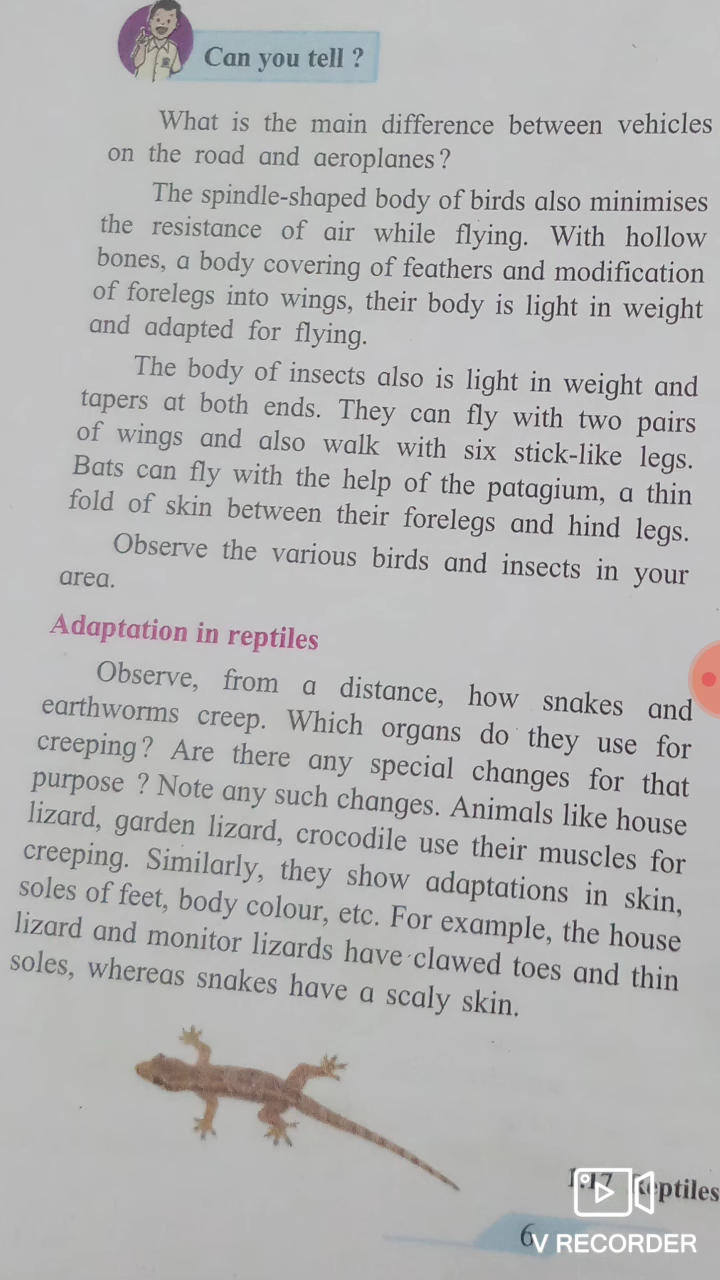 Can you tell ?
What is the main difference between vehicles
on the road and aeroplanes?
The spindle-shaped body of birds also minimises
the resistance of air while flying. With hollow
bones, a body covering of feathers and modification
of forelegs into wings, their body is light in weight
and adapted for flying.
The body of insects also is light in weight and
tapers at both ends. They can fly with two pairs
of wings and also walk with six stick-like legs.
Bats can fly with the help of the patagium, a thin
fold of skin between their forelegs and hind legs.
Observe the various birds and insects in your
area.
Adaptation in reptiles
Observe, from a distance, how snakes and
earthworms creep. Which organs do they use for
creeping? Are there any special changes for that
purpose ? Note any such changes. Animals like house
lizard, garden lizard, crocodile use their muscles for
creeping. Similarly, they show adaptations in skin,
soles of feet, body colour, etc. For example, the house
lizard and monitor lizards have clawed toes and thin
soles, whereas snakes have a scaly skin.
1.17 Reptiles
6
V RECORDER